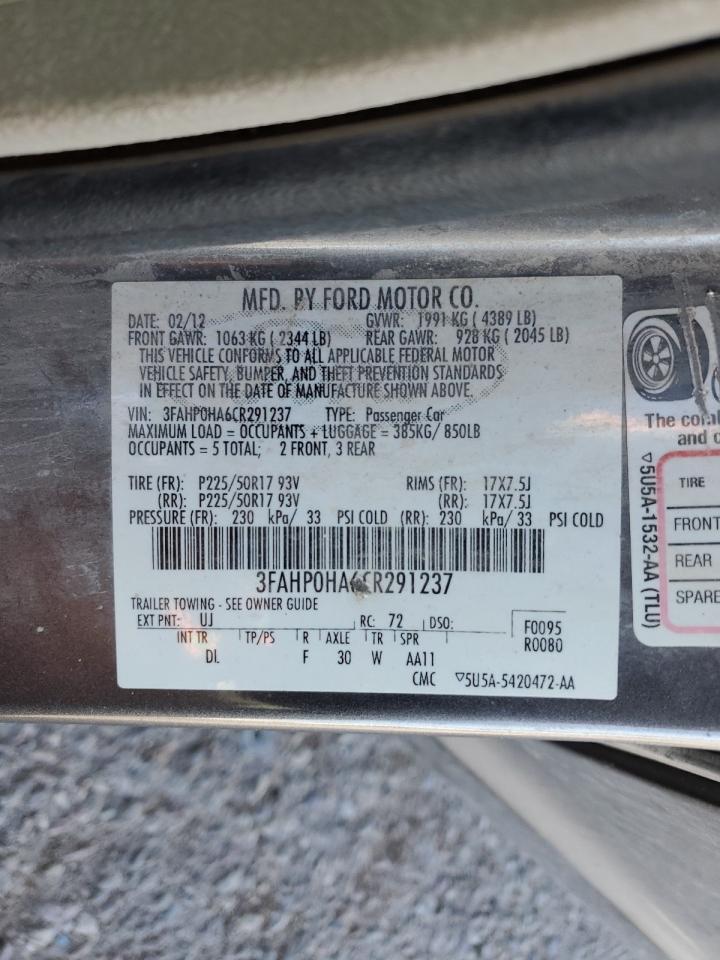 MFD. BY FORD MOTOR CO.
DATE: 02/12 GVWR: 1991 KG ( 4389 LB)
FRONT GAWR: 1063 KG ( 2344 LB) REAR GAWR: 928 KG ( 2045 LB)
THIS VEHICLE CONFORMS TO ALL APPLICABLE FEDERAL MOTOR
VEHICLE SAFETY, BUMPER, AND THEFT PREVENTION STANDARDS
IN EFFECT ON THE DATE OF MANUFACTURE SHOWN ABOVE.
VIN: 3FAHP0HA6CR291237 TYPE: Passenger Car
MAXIMUM LOAD = OCCUPANTS + LUGGAGE = 385KG/ 850LB
OCCUPANTS = 5 TOTAL; 2 FRONT, 3 REAR
TIRE (FR): P225/50R17 93V RIMS (FR): 17X7.5J
(RR): P225/50R17 93V (RR): 17X7.5J
PRESSURE (FR): 230 kPa/ 33 PSI COLD (RR): 230 kPa/ 33 PSI COLD
3FAHP0HA6CR291237
TRAILER TOWING - SEE OWNER GUIDE
EXT PNT: UJ RC: 72 DSO: F0095
INT TR TP/PS R AXLE TR SPR R0080
DL F 30 W AA11
CMC ▽5U5A-5420472-AA
The
and
▽5U5A-1532-AA (TLU)
TIRE
FRONT
REAR
SPARE